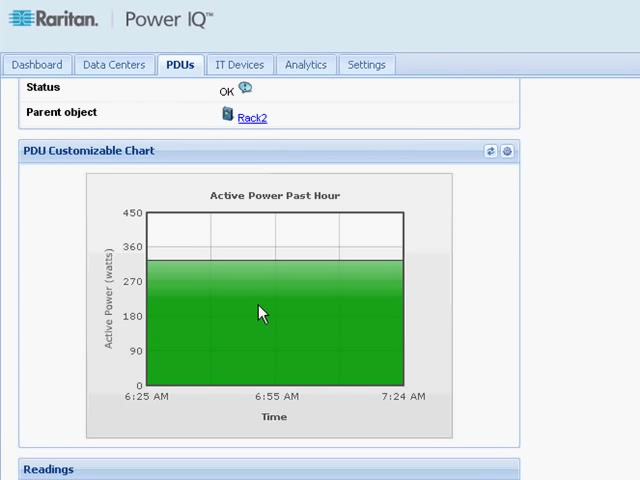 Raritan. Power IQ™
Dashboard Data Centers PDUs IT Devices Analytics Settings
Status OK
Parent object Rack2
PDU Customizable Chart
Active Power Past Hour
450
360
270
180
90
0
Active Power (watts)
6:25 AM 6:55 AM 7:24 AM
Time
Readings